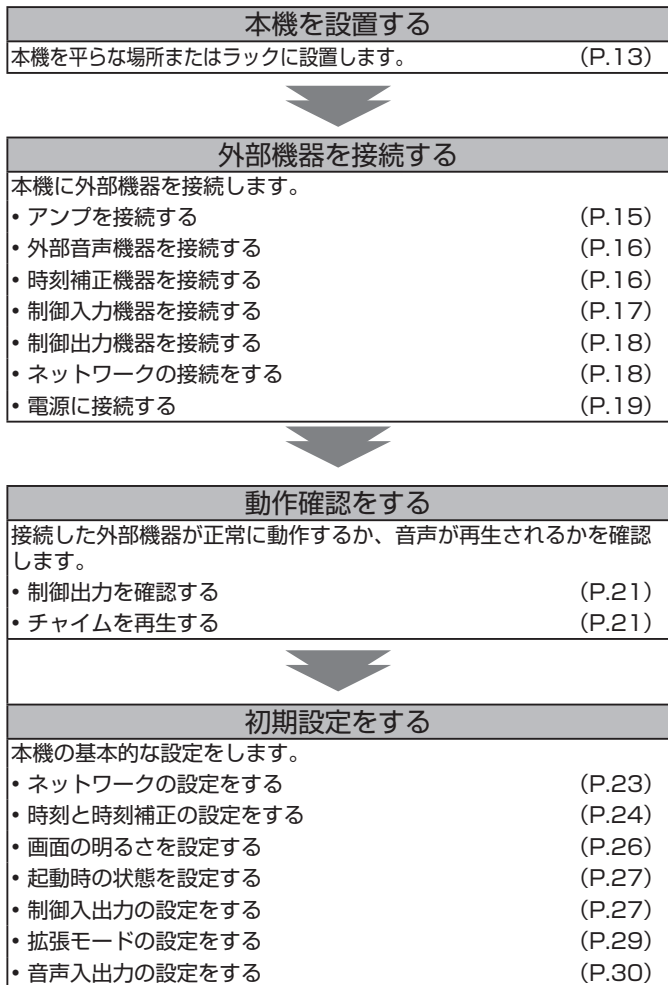 本機を設置する
本機を平らな場所またはラックに設置します。 (P.13)
外部機器を接続する
本機に外部機器を接続します。
• アンプを接続する (P.15)
• 外部音声機器を接続する (P.16)
• 時刻補正機器を接続する (P.16)
• 制御入力機器を接続する (P.17)
• 制御出力機器を接続する (P.18)
• ネットワークの接続をする (P.18)
• 電源に接続する (P.19)
動作確認をする
接続した外部機器が正常に動作するか、音声が再生されるかを確認
します。
• 制御出力を確認する (P.21)
• チャイムを再生する (P.21)
初期設定をする
本機の基本的な設定をします。
• ネットワークの設定をする (P.23)
• 時刻と時刻補正の設定をする (P.24)
• 画面の明るさを設定する (P.26)
• 起動時の状態を設定する (P.27)
• 制御入出力の設定をする (P.27)
• 拡張モードの設定をする (P.29)
• 音声入出力の設定をする (P.30)